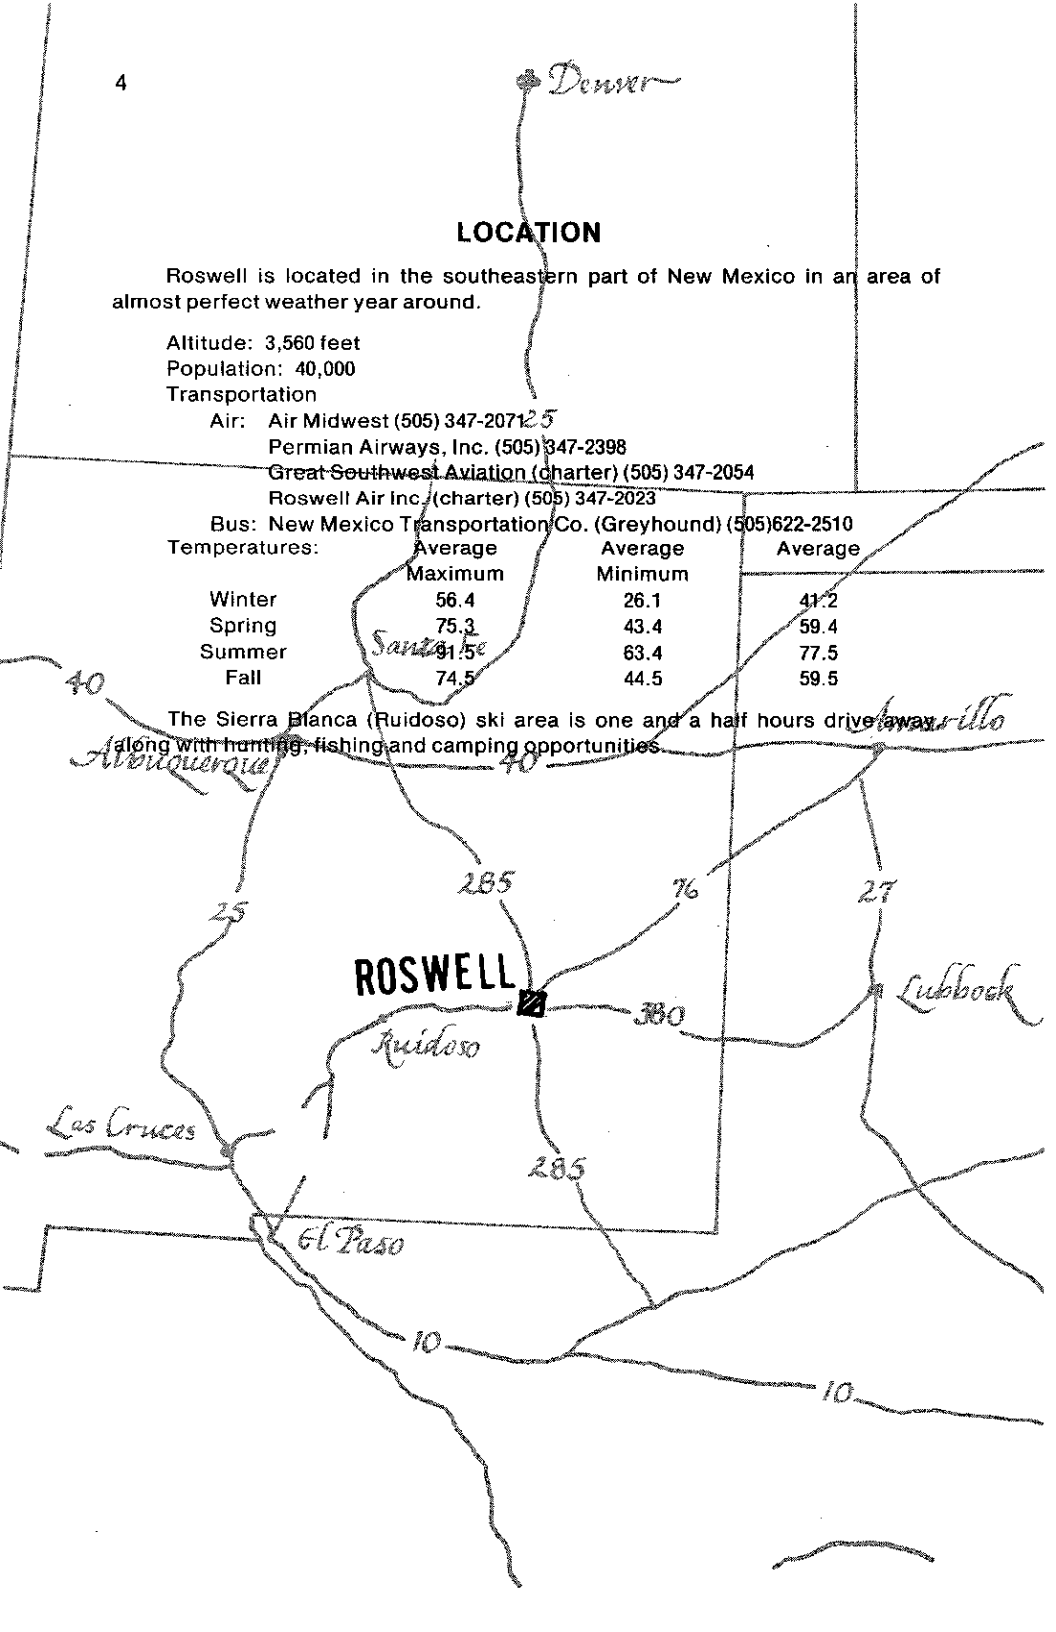 4
Denver
LOCATION
Roswell is located in the southeastern part of New Mexico in an area of
almost perfect weather year around.
Altitude: 3,560 feet
Population: 40,000
Transportation
Air: Air Midwest (505) 347-2071
25
Permian Airways, Inc. (505) 347-2398
Great Southwest Aviation (charter) (505) 347-2054
Roswell Air Inc. (charter) (505) 347-2023
Bus: New Mexico Transportation Co. (Greyhound) (505)622-2510
Temperatures: Average Average Average
Maximum Minimum
Winter 56.4 26.1 41.2
Spring 75.3 43.4 59.4
Santa Fe
Summer 91.5 63.4 77.5
Fall 74.5 44.5 59.5
40
The Sierra Blanca (Ruidoso) ski area is one and a half hours drive away,
Amarillo
along with hunting, fishing and camping opportunities.
Albuquerque
40
285 76 27
25
ROSWELL
Lubbock
380
Ruidoso
Las Cruces
285
El Paso
10
10